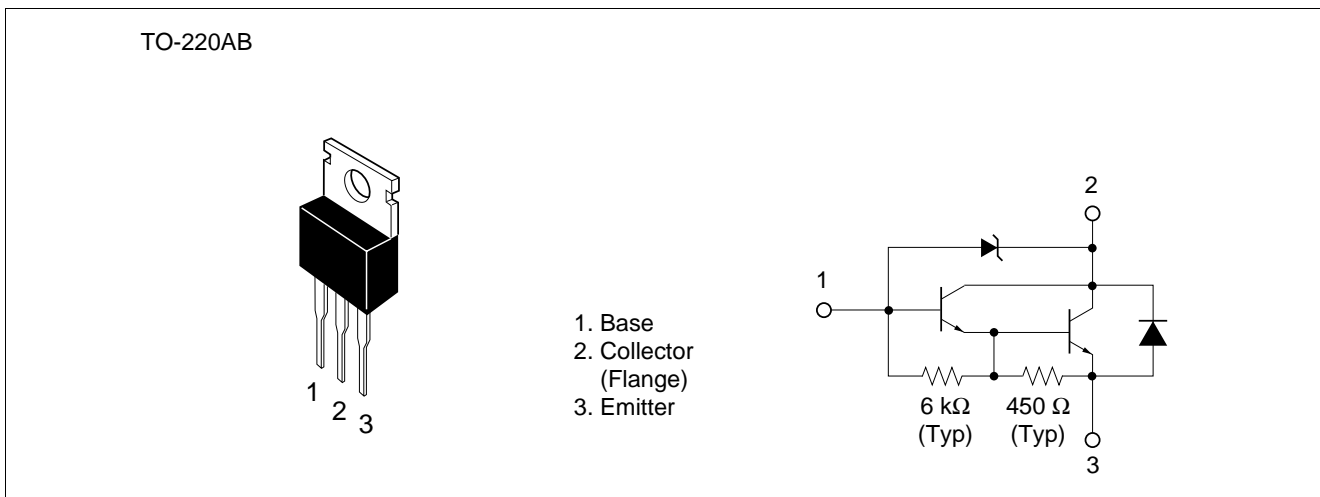 TO-220AB
1
2
3
1. Base
2. Collector
(Flange)
3. Emitter
2
1
6 kΩ
(Typ)
450 Ω
(Typ)
3